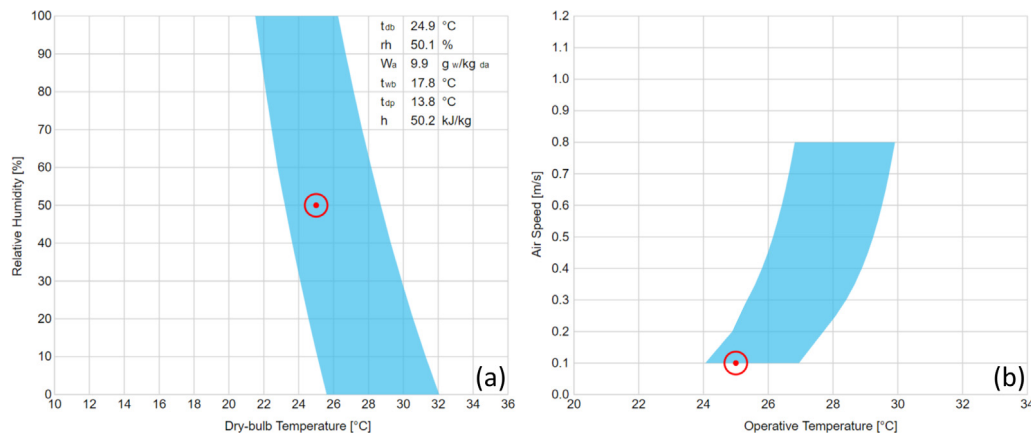 100
90
80
70
60
50
40
30
20
10
0
Relative Humidity [%]
tdb 24.9 °C
rh 50.1 %
Wa 9.9 g w/kg da
twb 17.8 °C
tdp 13.8 °C
h 50.2 kJ/kg
(a)
10 12 14 16 18 20 22 24 26 28 30 32 34 36
Dry-bulb Temperature [°C]
1.2
1.1
1.0
0.9
0.8
0.7
0.6
0.5
0.4
0.3
0.2
0.1
0.0
Air Speed [m/s]
(b)
20 22 24 26 28 30 32 34
Operative Temperature [°C]